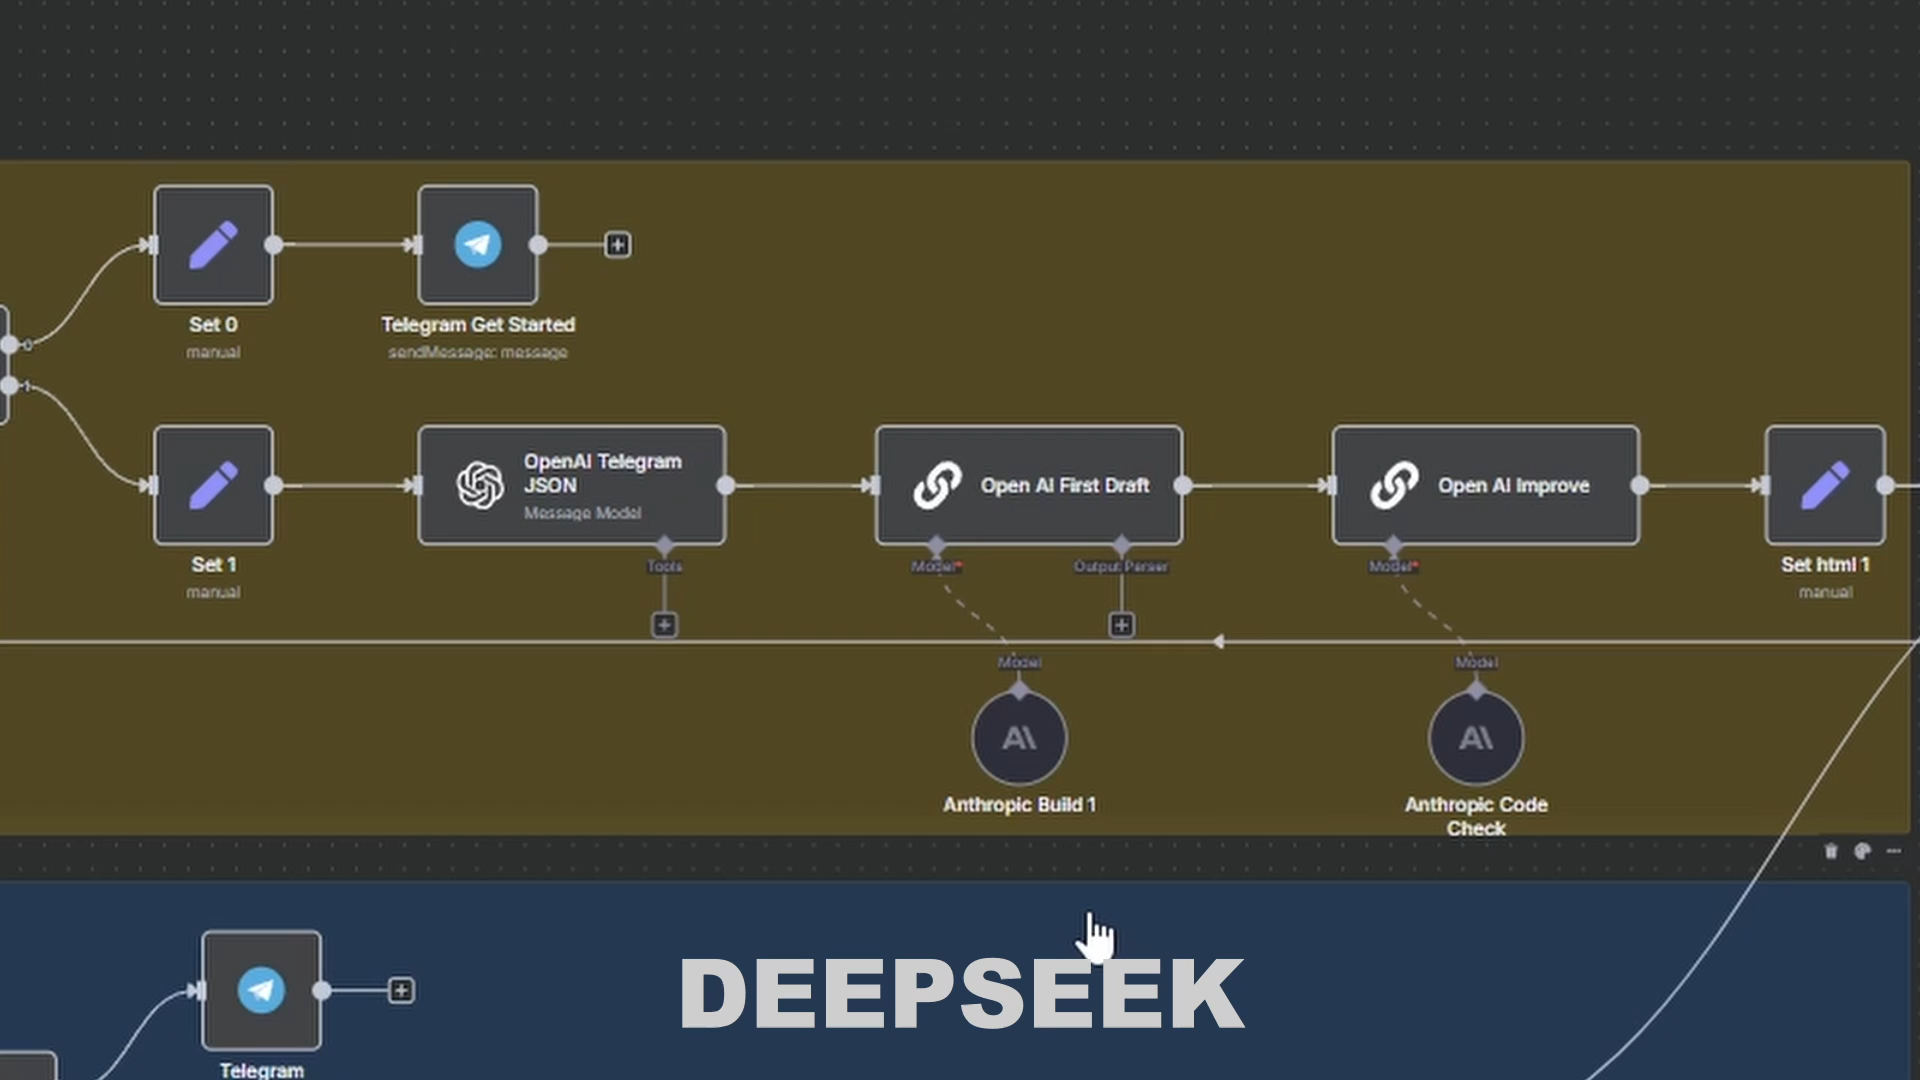 Set 0
manual
Telegram Get Started
sendMessage: message
0
1
Set 1
manual
OpenAI Telegram
JSON
Message Model
Tools
Open AI First Draft
Model*
Output Parser
Open AI Improve
Model*
Set html 1
manual
Model
Model
Anthropic Build 1
Anthropic Code
Check
DEEPSEEK
Telegram